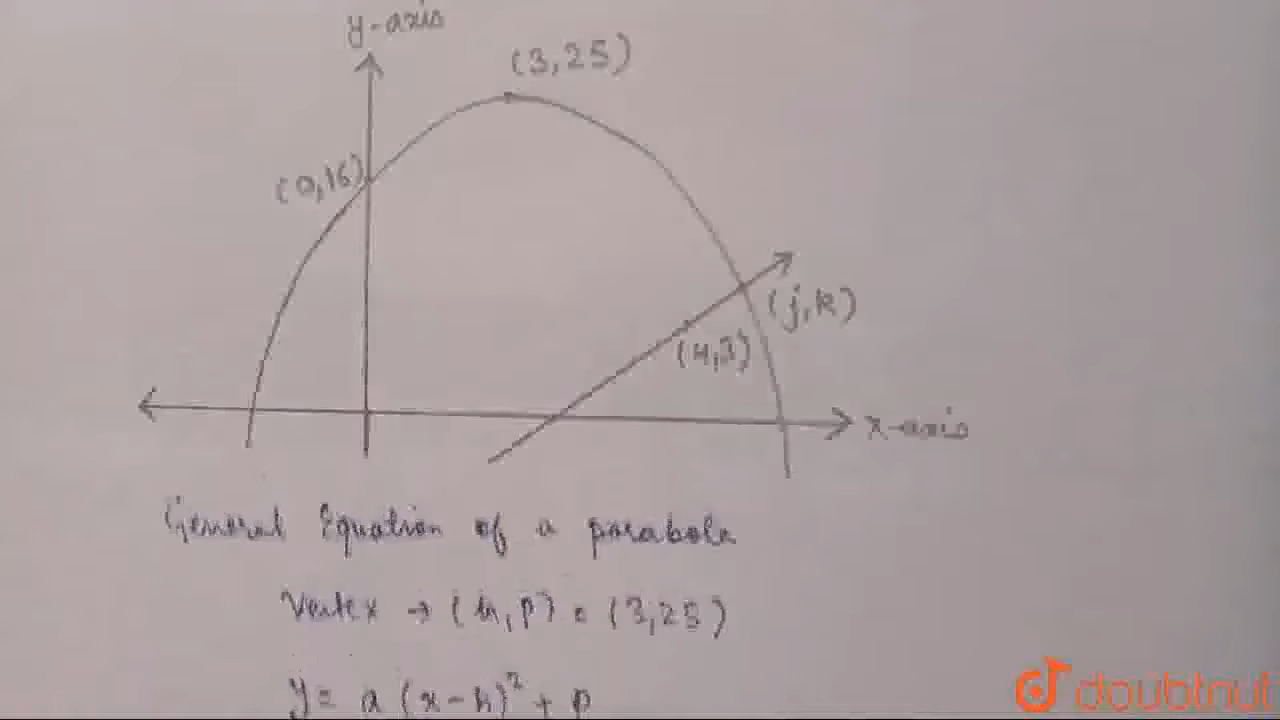 y-axis
(3,25)
(0,16)
(j,k)
(4,3)
x-axis
General Equation of a parabola
Vertex → (h,p) = (3,25)
y = a (x-h)² + p
doubtnut